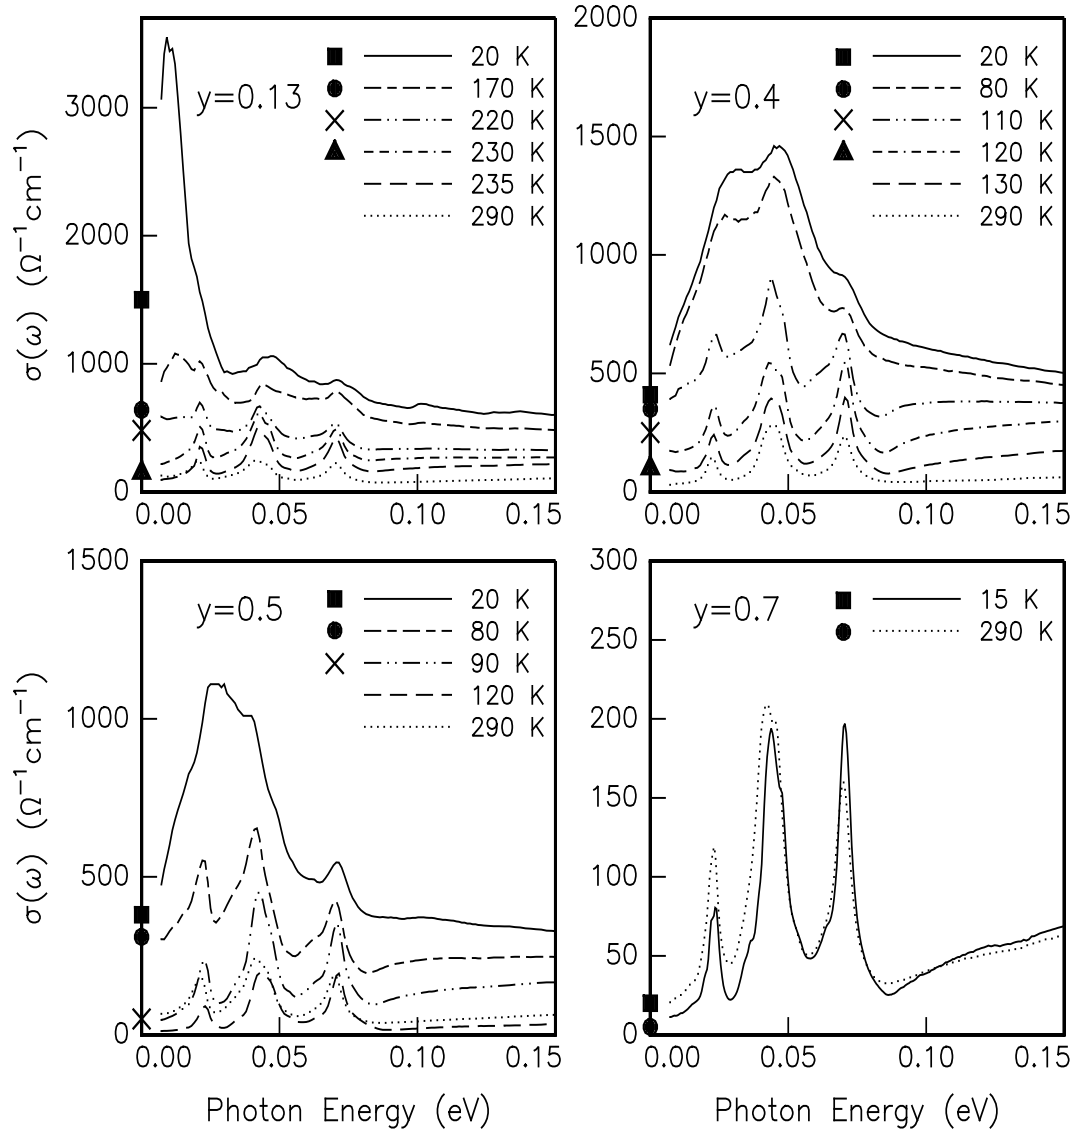 σ(ω) (Ω⁻¹cm⁻¹)
3000
2000
1000
0
y=0.13
20 K
170 K
220 K
230 K
235 K
290 K
0.00 0.05 0.10 0.15
2000
1500
1000
500
0
y=0.4
20 K
80 K
110 K
120 K
130 K
290 K
0.00 0.05 0.10 0.15
σ(ω) (Ω⁻¹cm⁻¹)
1500
1000
500
0
y=0.5
20 K
80 K
90 K
120 K
290 K
0.00 0.05 0.10 0.15
Photon Energy (eV)
300
250
200
150
100
50
0
y=0.7
15 K
290 K
0.00 0.05 0.10 0.15
Photon Energy (eV)